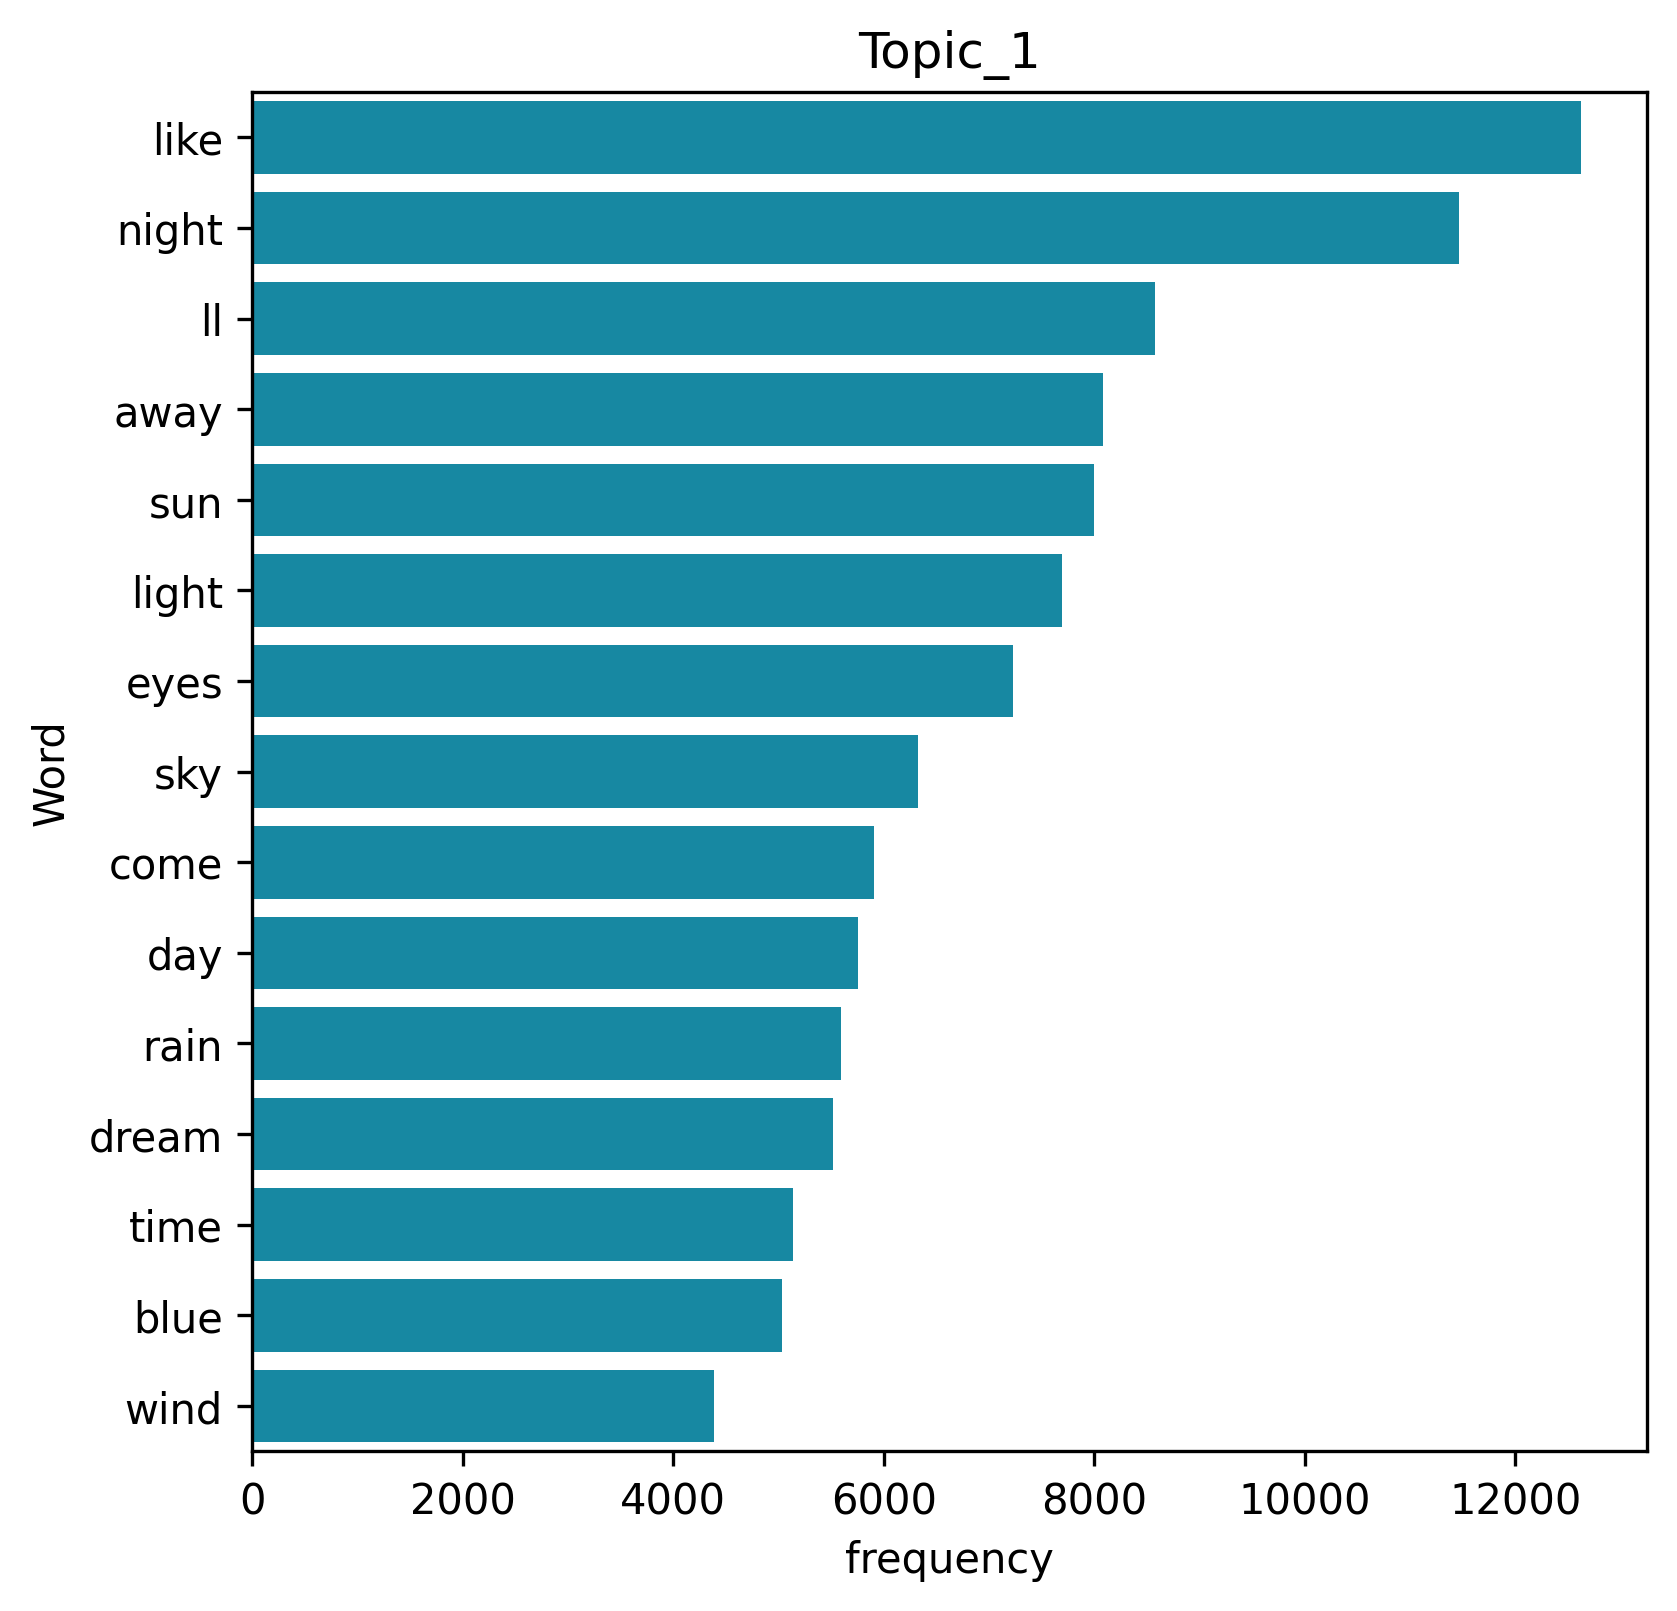 Topic_1
like
night
ll
away
sun
light
eyes
sky
come
day
rain
dream
time
blue
wind
Word
0 2000 4000 6000 8000 10000 12000
frequency